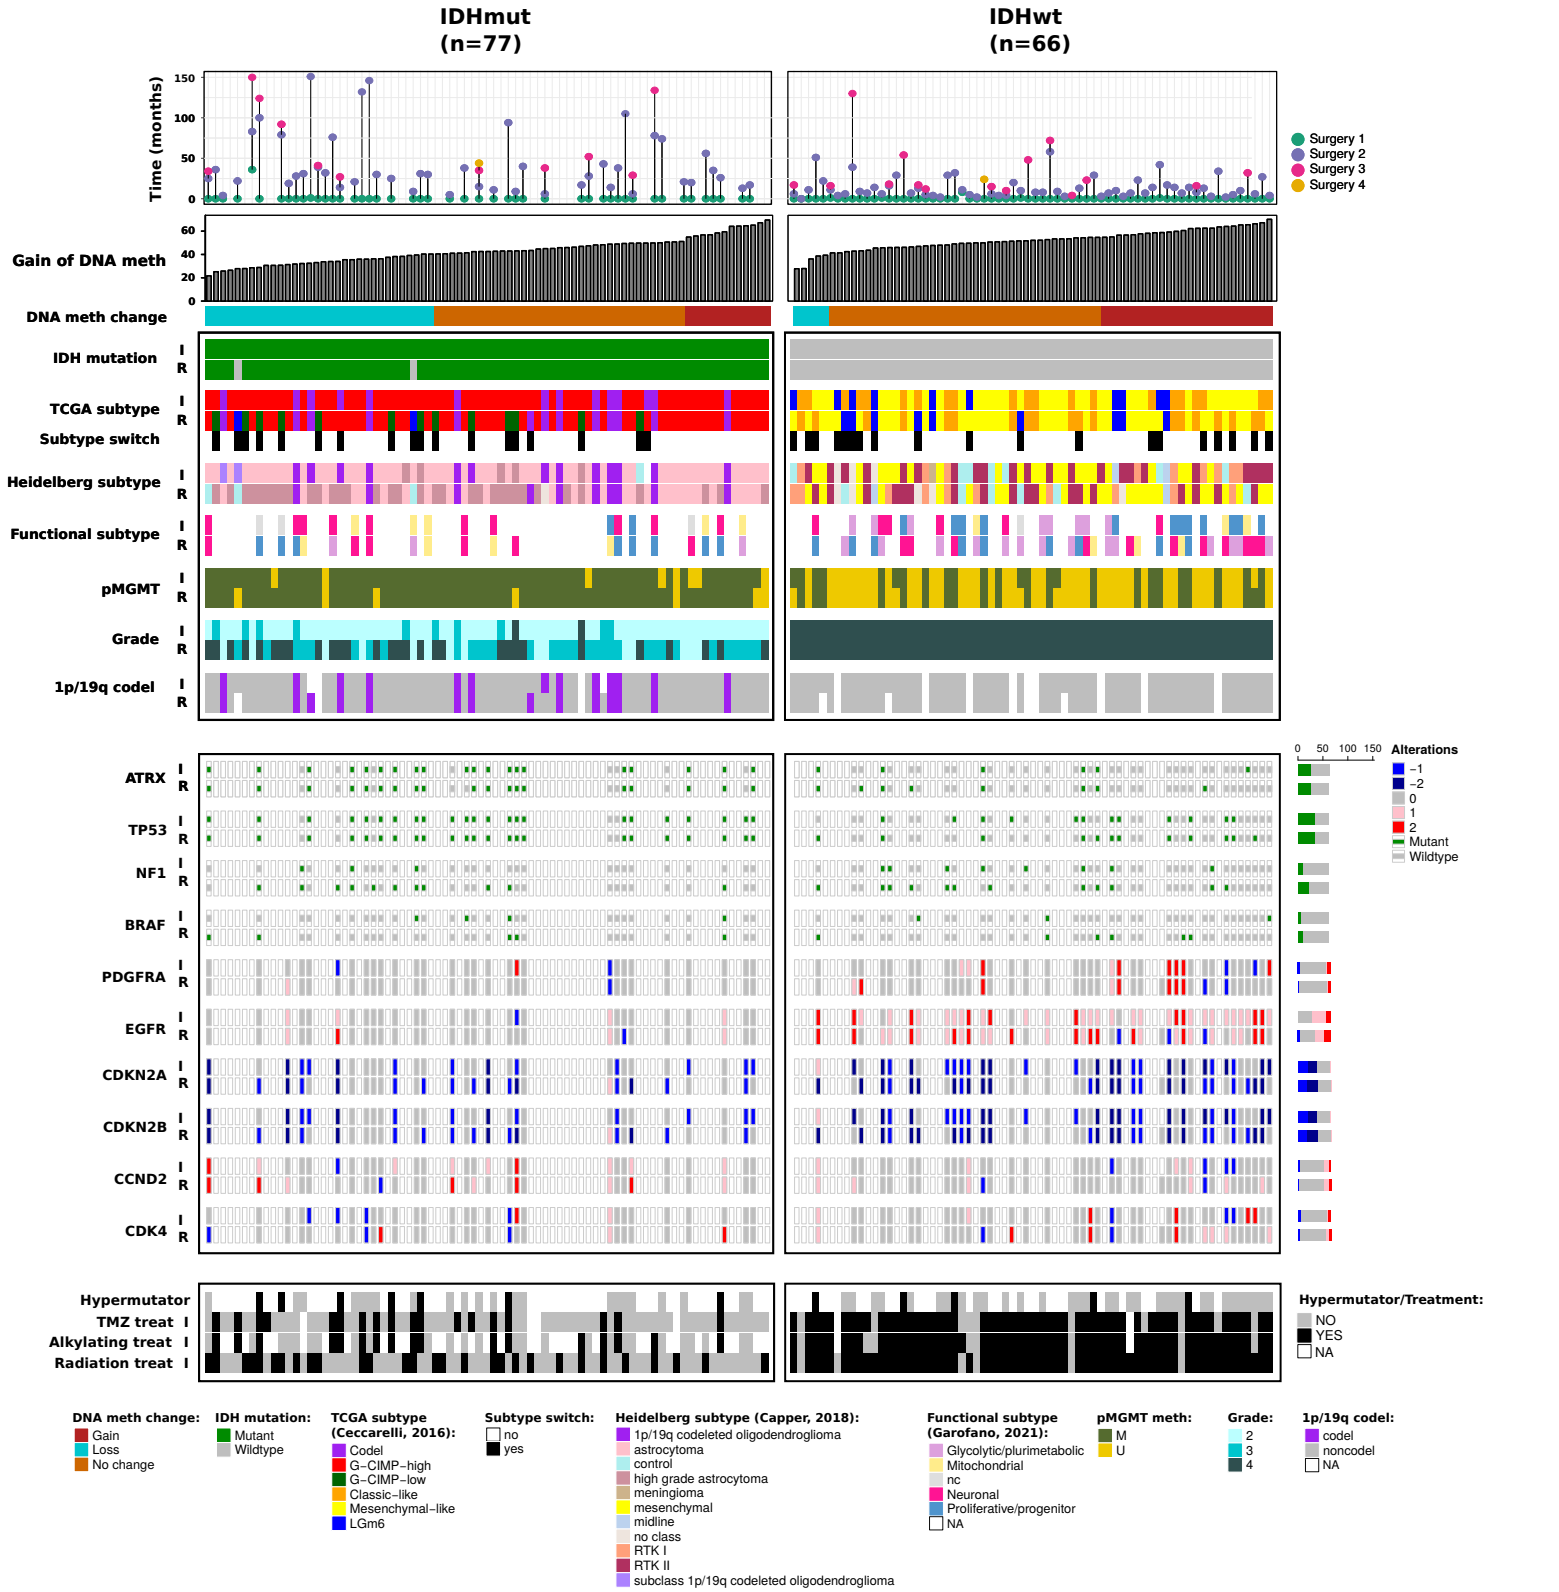 IDHmut
(n=77)
IDHwt
(n=66)
Time (months)
150
100
50
0
Surgery 1
Surgery 2
Surgery 3
Surgery 4
Gain of DNA meth
60
40
20
0
DNA meth change
IDH mutation I
R
TCGA subtype I
R
Subtype switch
Heidelberg subtype I
R
Functional subtype I
R
pMGMT I
R
Grade I
R
1p/19q codel I
R
0 50 100 150
Alterations
−1
−2
0
1
2
Mutant
Wildtype
ATRX I
R
TP53 I
R
NF1 I
R
BRAF I
R
PDGFRA I
R
EGFR I
R
CDKN2A I
R
CDKN2B I
R
CCND2 I
R
CDK4 I
R
Hypermutator
TMZ treat I
Alkylating treat I
Radiation treat I
Hypermutator/Treatment:
NO
YES
NA
DNA meth change:
Gain
Loss
No change
IDH mutation:
Mutant
Wildtype
TCGA subtype
(Ceccarelli, 2016):
Codel
G−CIMP−high
G−CIMP−low
Classic−like
Mesenchymal−like
LGm6
Subtype switch:
no
yes
Heidelberg subtype (Capper, 2018):
1p/19q codeleted oligodendroglioma
astrocytoma
control
high grade astrocytoma
meningioma
mesenchymal
midline
no class
RTK I
RTK II
subclass 1p/19q codeleted oligodendroglioma
Functional subtype
(Garofano, 2021):
Glycolytic/plurimetabolic
Mitochondrial
nc
Neuronal
Proliferative/progenitor
NA
pMGMT meth:
M
U
Grade:
2
3
4
1p/19q codel:
codel
noncodel
NA